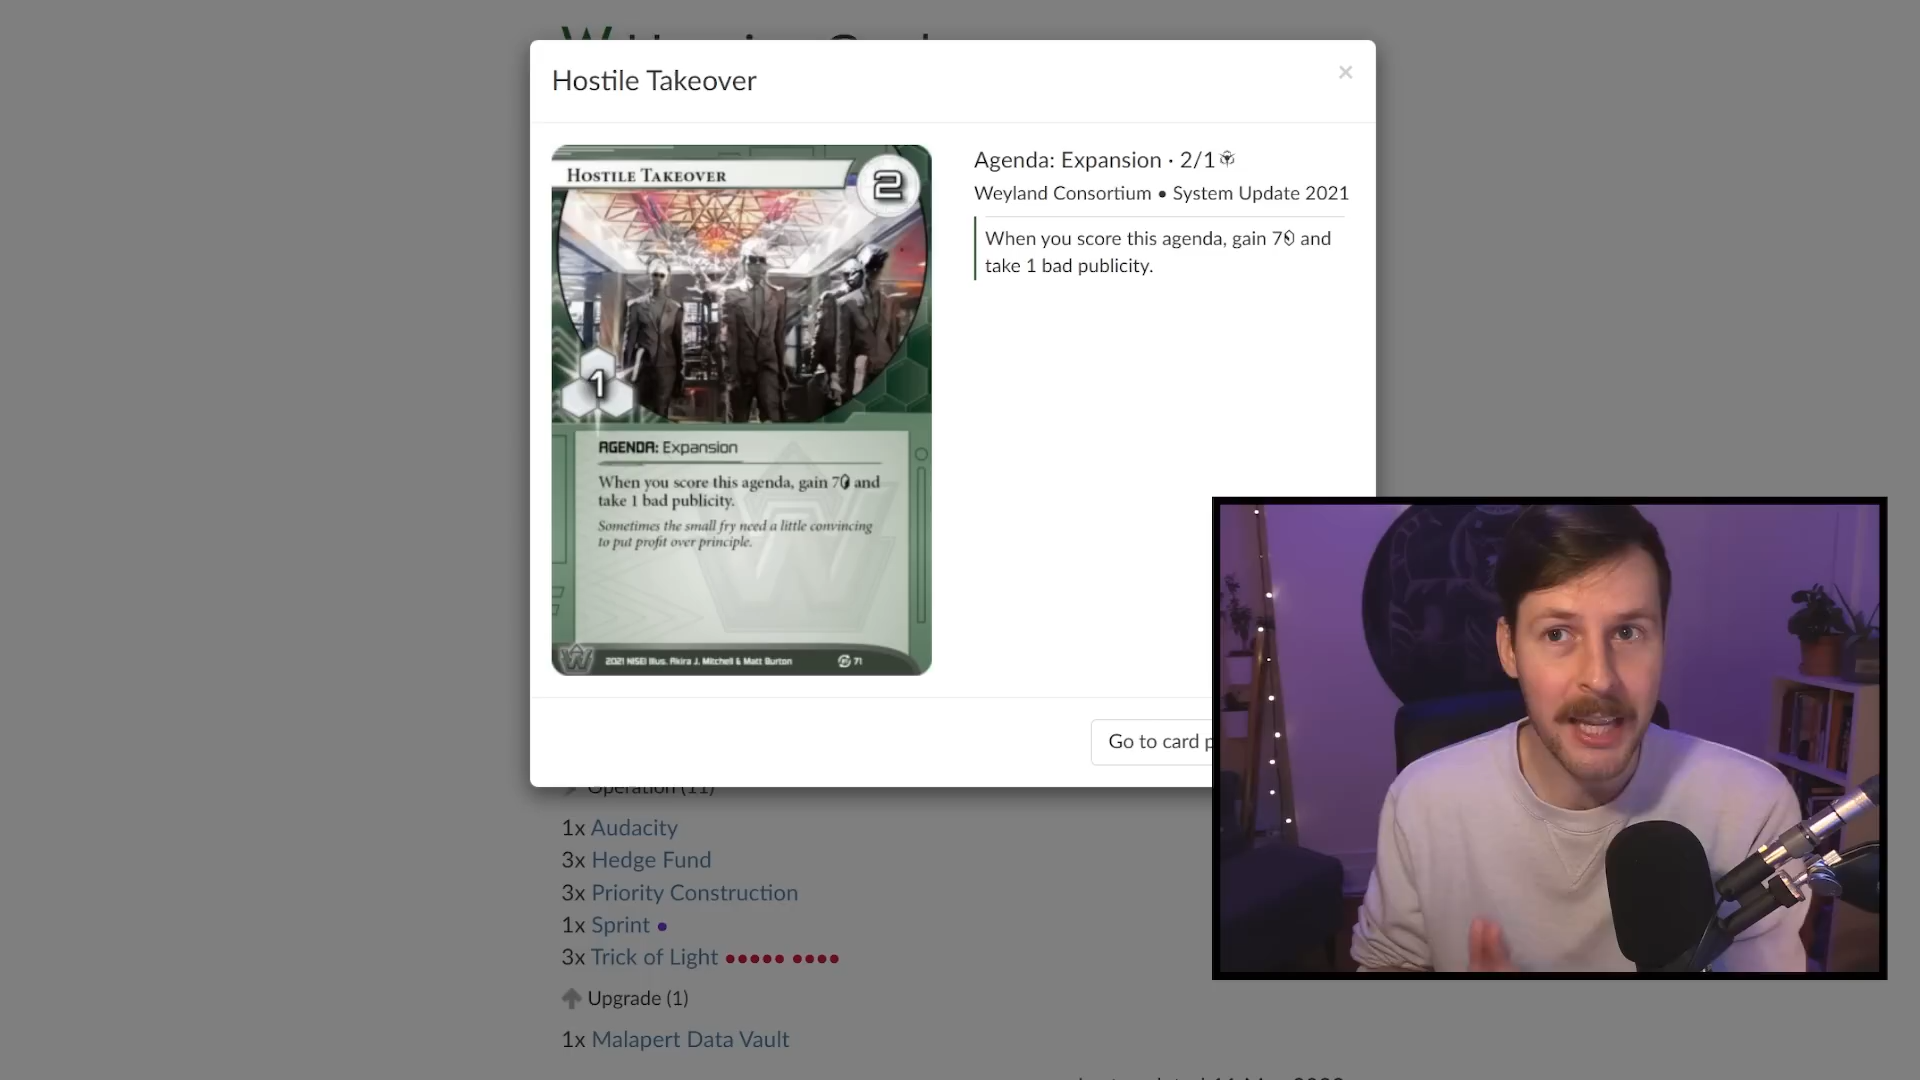 Hostile Takeover
×
HOSTILE TAKEOVER
2
1
AGENDA: Expansion
When you score this agenda, gain 7 and
take 1 bad publicity.
Sometimes the small fry need a little convincing
to put profit over principle.
2021 NISEI Illus. Akira J. Mitchell & Matt Burton
71
Agenda: Expansion · 2/1
Weyland Consortium • System Update 2021
When you score this agenda, gain 7 and
take 1 bad publicity.
Go to card p
Operation (11)
1x Audacity
3x Hedge Fund
3x Priority Construction
1x Sprint •
3x Trick of Light ••••• ••••
Upgrade (1)
1x Malapert Data Vault